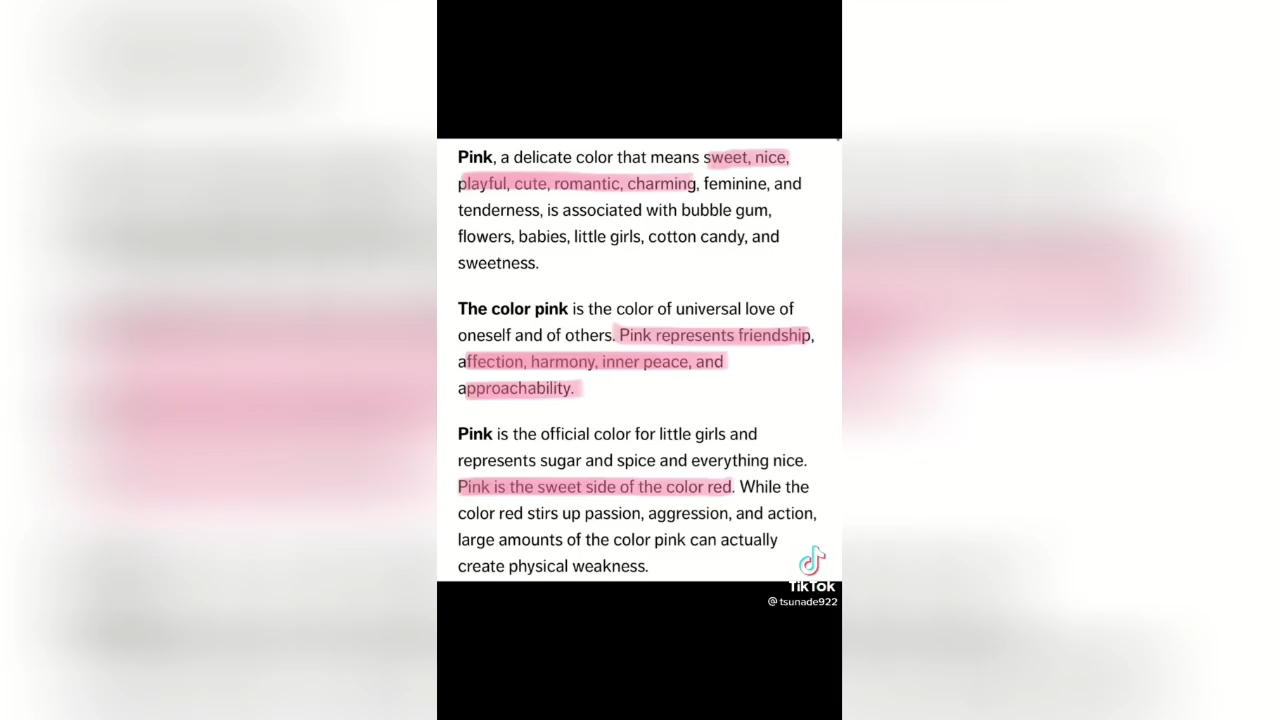 Pink, a delicate color that means sweet, nice,
playful, cute, romantic, charming, feminine, and
tenderness, is associated with bubble gum,
flowers, babies, little girls, cotton candy, and
sweetness.
The color pink is the color of universal love of
oneself and of others. Pink represents friendship,
affection, harmony, inner peace, and
approachability.
Pink is the official color for little girls and
represents sugar and spice and everything nice.
Pink is the sweet side of the color red. While the
color red stirs up passion, aggression, and action,
large amounts of the color pink can actually
create physical weakness.
TikTok
@tsunade922